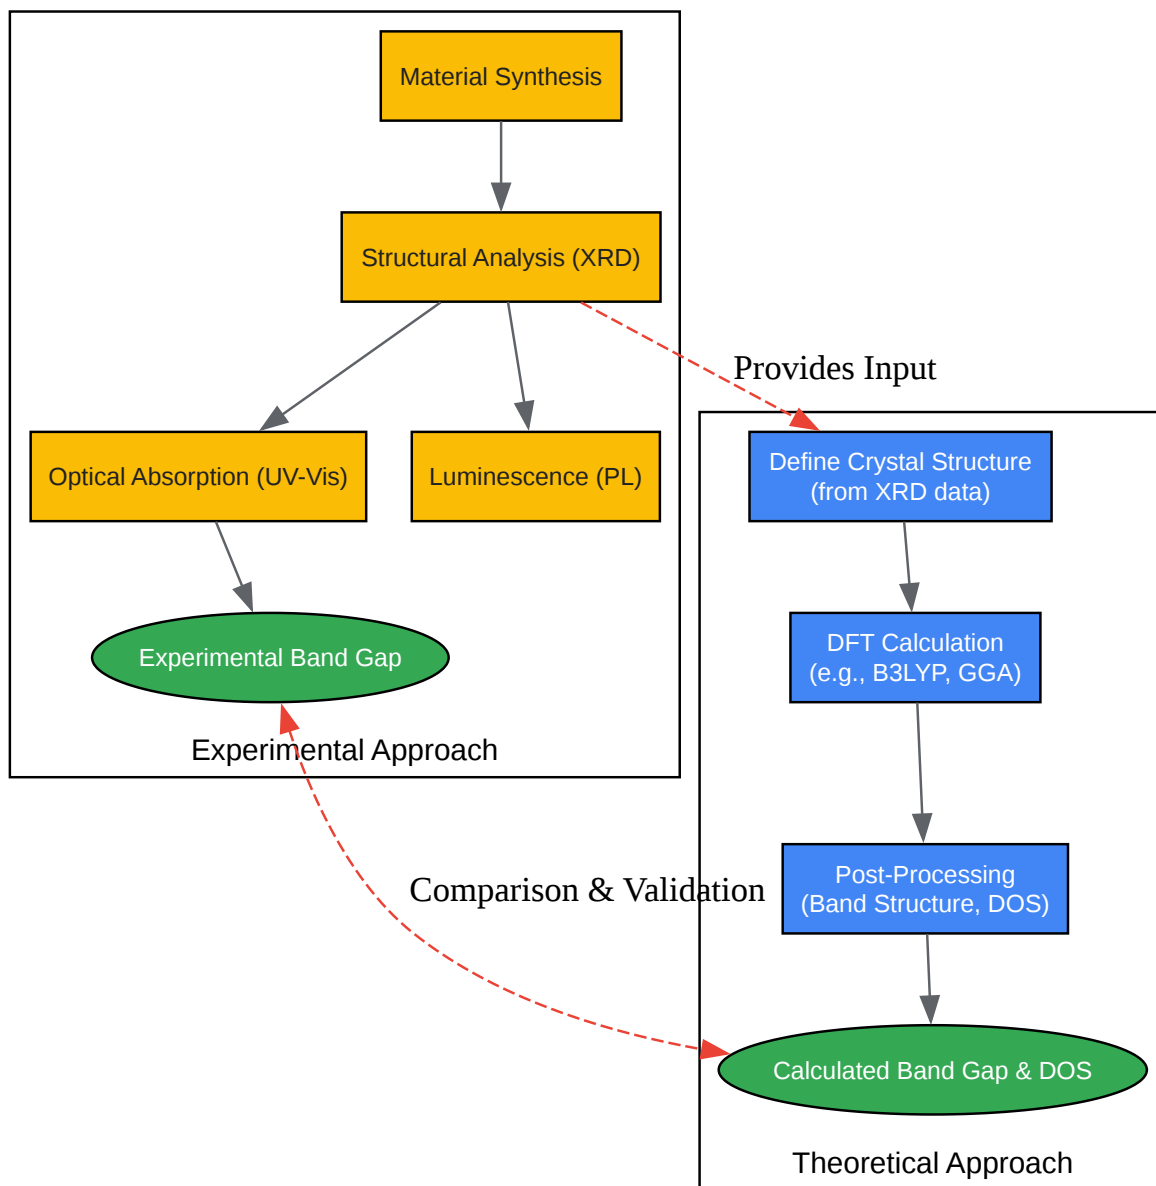 Material Synthesis
Structural Analysis (XRD)
Provides Input
Optical Absorption (UV-Vis)
Luminescence (PL)
Define Crystal Structure
(from XRD data)
Experimental Band Gap
DFT Calculation
(e.g., B3LYP, GGA)
Experimental Approach
Comparison & Validation
Post-Processing
(Band Structure, DOS)
Calculated Band Gap & DOS
Theoretical Approach